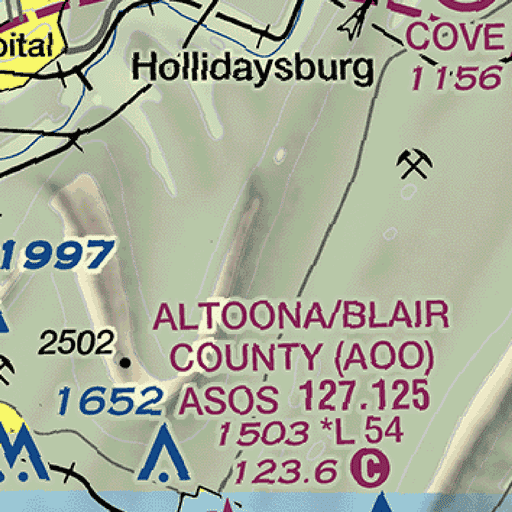 pital
Hollidaysburg
COVE
1156
1997
ALTOONA/BLAIR
2502
COUNTY (AOO)
1652
ASOS 127.125
1503 *L 54
123.6 C